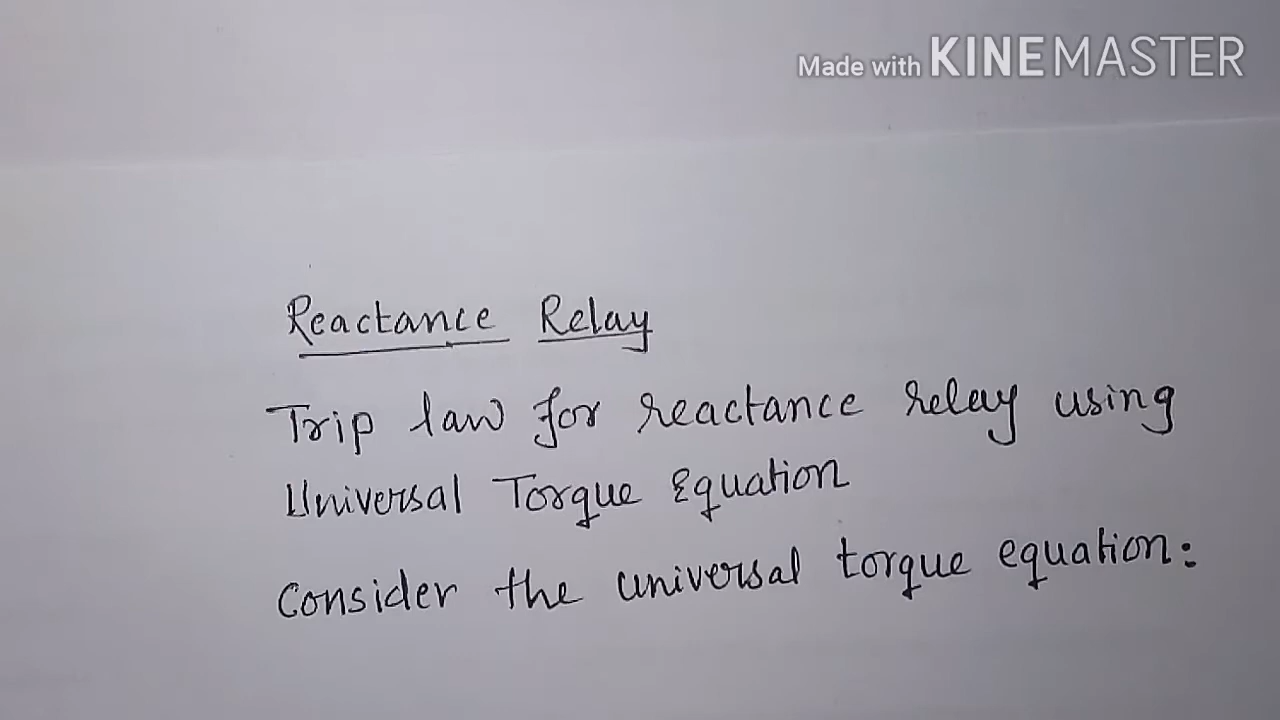 Made with KINEMASTER
Reactance Relay
Trip law for reactance relay using
Universal Torque Equation
Consider the universal torque equation: